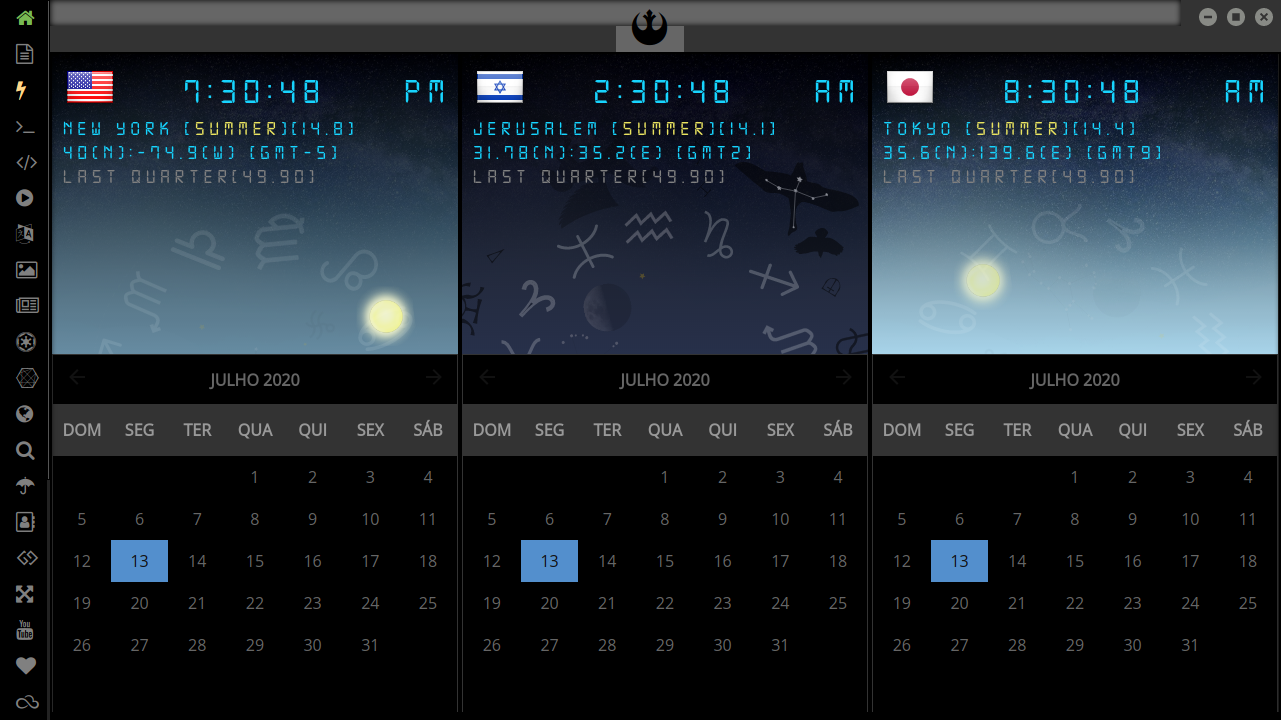 7:30:48 PM
NEW YORK [SUMMER][14.8]
40(N):-74.9(W) [GMT-5]
LAST QUARTER[49.90]
JULHO 2020
DOM SEG TER QUA QUI SEX SÁB
1 2 3 4
5 6 7 8 9 10 11
12 13 14 15 16 17 18
19 20 21 22 23 24 25
26 27 28 29 30 31
2:30:48 AM
JERUSALEM [SUMMER][14.1]
31.78(N):35.2(E) [GMT2]
LAST QUARTER[49.90]
JULHO 2020
DOM SEG TER QUA QUI SEX SÁB
1 2 3 4
5 6 7 8 9 10 11
12 13 14 15 16 17 18
19 20 21 22 23 24 25
26 27 28 29 30 31
8:30:48 AM
TOKYO [SUMMER][14.4]
35.6(N):139.6(E) [GMT9]
LAST QUARTER[49.90]
JULHO 2020
DOM SEG TER QUA QUI SEX SÁB
1 2 3 4
5 6 7 8 9 10 11
12 13 14 15 16 17 18
19 20 21 22 23 24 25
26 27 28 29 30 31
You
Tube